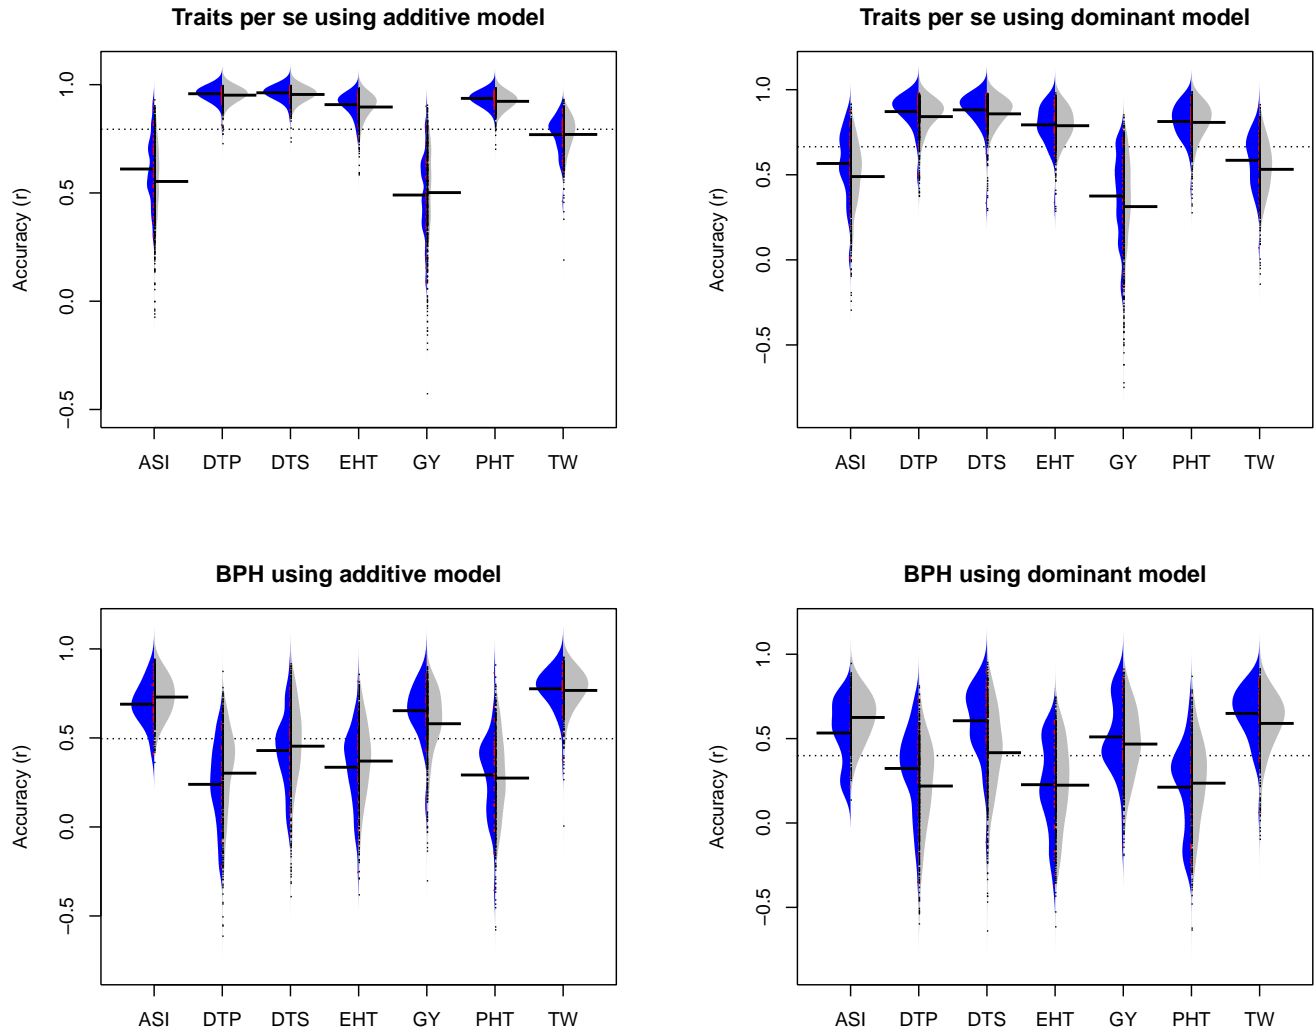 Traits per se using additive model
Accuracy (r)
1.0
0.5
0.0
−0.5
ASI DTP DTS EHT GY PHT TW
Traits per se using dominant model
Accuracy (r)
1.0
0.5
0.0
−0.5
ASI DTP DTS EHT GY PHT TW
BPH using additive model
Accuracy (r)
1.0
0.5
0.0
−0.5
ASI DTP DTS EHT GY PHT TW
BPH using dominant model
Accuracy (r)
1.0
0.5
0.0
−0.5
ASI DTP DTS EHT GY PHT TW